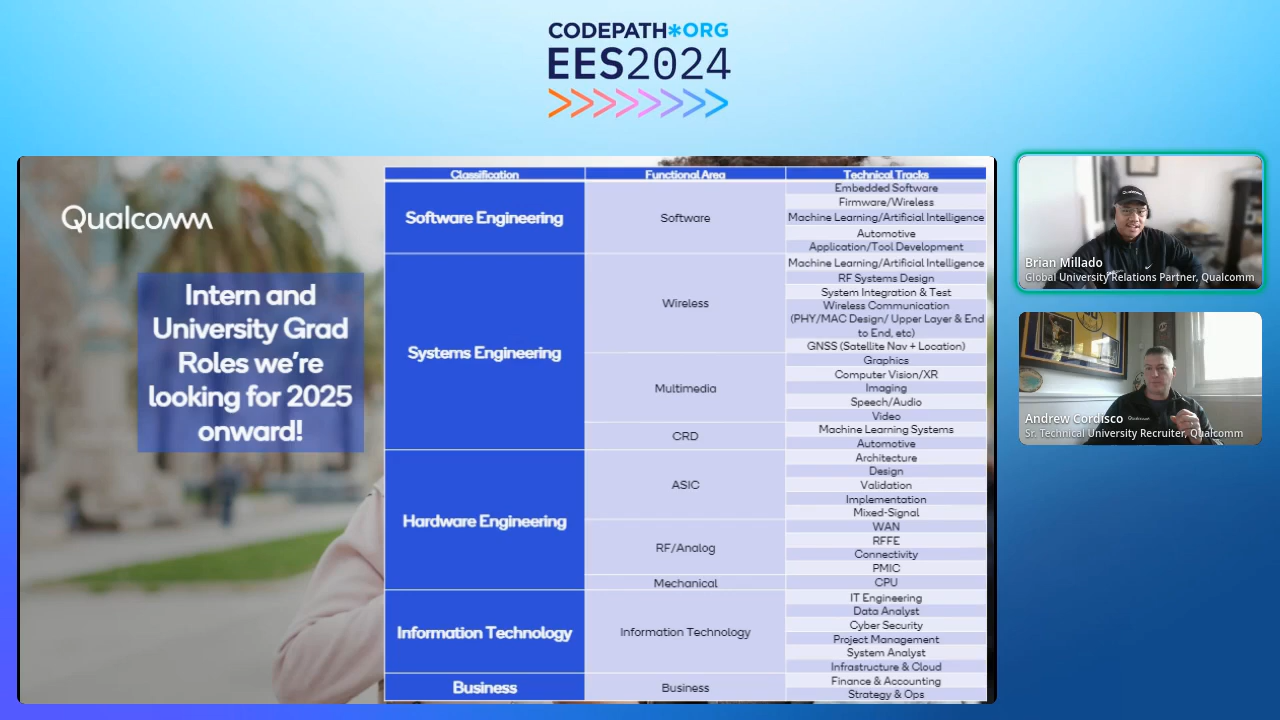 CODEPATH*ORG
EES2024
Qualcomm
Intern and
University Grad
Roles we're
looking for 2025
onward!
Classification Functional Area Technical Tracks
Software Engineering
Software
Embedded Software
Firmware/Wireless
Machine Learning/Artificial Intelligence
Automotive
Application/Tool Development
Systems Engineering
Wireless
Machine Learning/Artificial Intelligence
RF Systems Design
System Integration & Test
Wireless Communication
(PHY/MAC Design/ Upper Layer & End
to End, etc)
GNSS (Satellite Nav + Location)
Multimedia
Graphics
Computer Vision/XR
Imaging
Speech/Audio
Video
CRD
Machine Learning Systems
Automotive
Hardware Engineering
ASIC
Architecture
Design
Validation
Implementation
Mixed-Signal
RF/Analog
WAN
RFFE
Connectivity
PMIC
Mechanical
CPU
Information Technology
Information Technology
IT Engineering
Data Analyst
Cyber Security
Project Management
System Analyst
Infrastructure & Cloud
Business
Business
Finance & Accounting
Strategy & Ops
Brian Millado
Global University Relations Partner, Qualcomm
Andrew Cordisco
Sr. Technical University Recruiter, Qualcomm